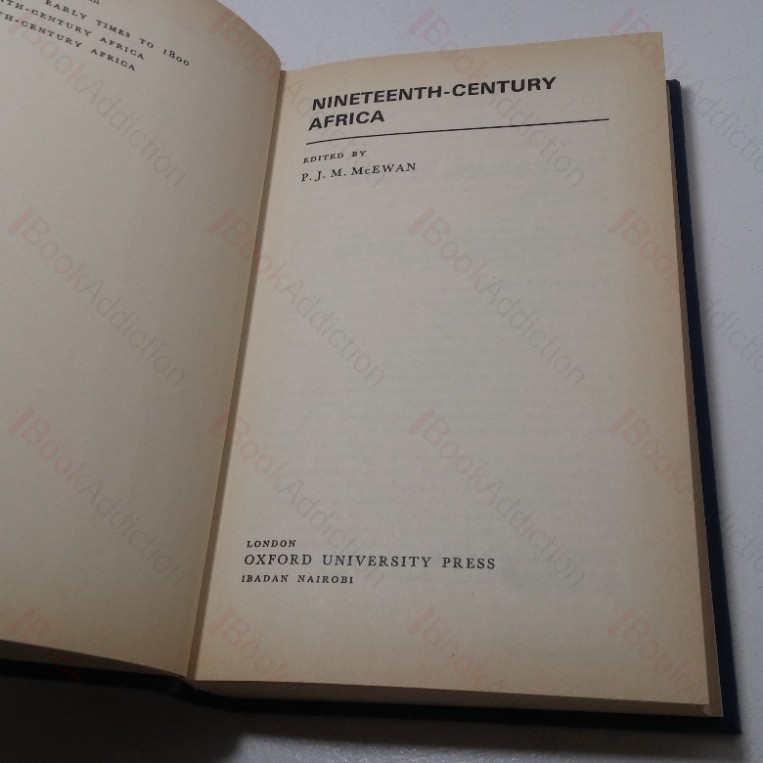 EARLY TIMES TO 1800
TH-CENTURY AFRICA
TH-CENTURY AFRICA
NINETEENTH-CENTURY
AFRICA
EDITED BY
P. J. M. McEWAN
LONDON
OXFORD UNIVERSITY PRESS
IBADAN NAIROBI
BookAddiction